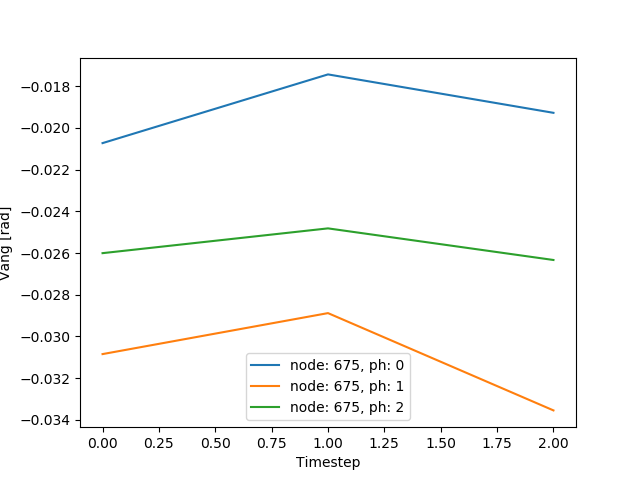 −0.018
−0.020
−0.022
−0.024
−0.026
−0.028
−0.030
−0.032
−0.034
Vang [rad]
node: 675, ph: 0
node: 675, ph: 1
node: 675, ph: 2
0.00 0.25 0.50 0.75 1.00 1.25 1.50 1.75 2.00
Timestep